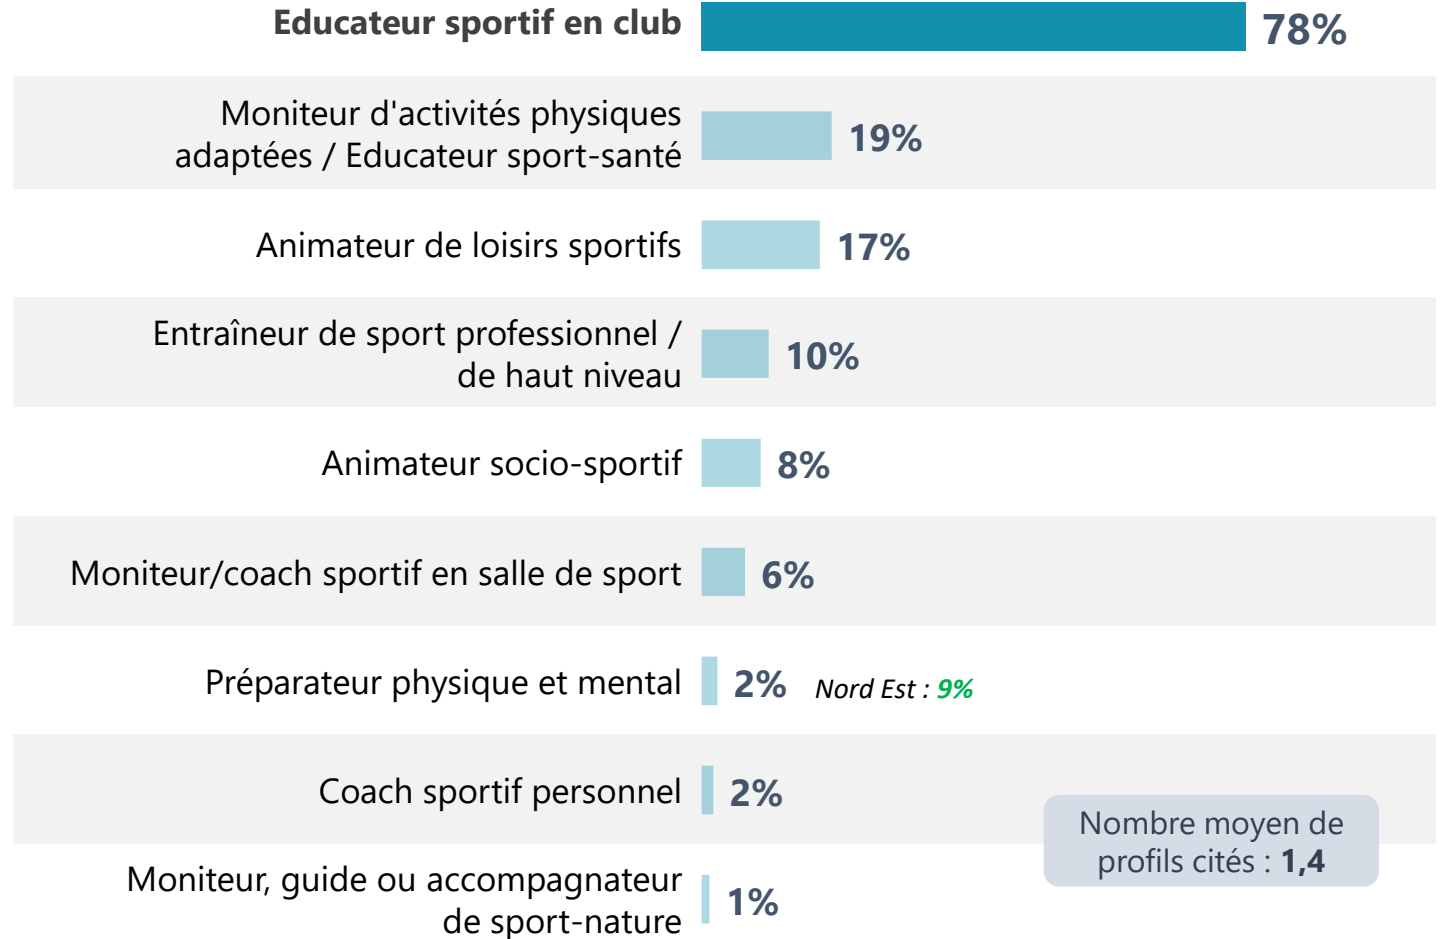 Educateur sportif en club
78%
Moniteur d'activités physiques
adaptées / Educateur sport-santé
19%
Animateur de loisirs sportifs
17%
Entraîneur de sport professionnel /
de haut niveau
10%
Animateur socio-sportif
8%
Moniteur/coach sportif en salle de sport
6%
Préparateur physique et mental
2%
Nord Est : 9%
Coach sportif personnel
2%
Moniteur, guide ou accompagnateur
de sport-nature
1%
Nombre moyen de
profils cités : 1,4